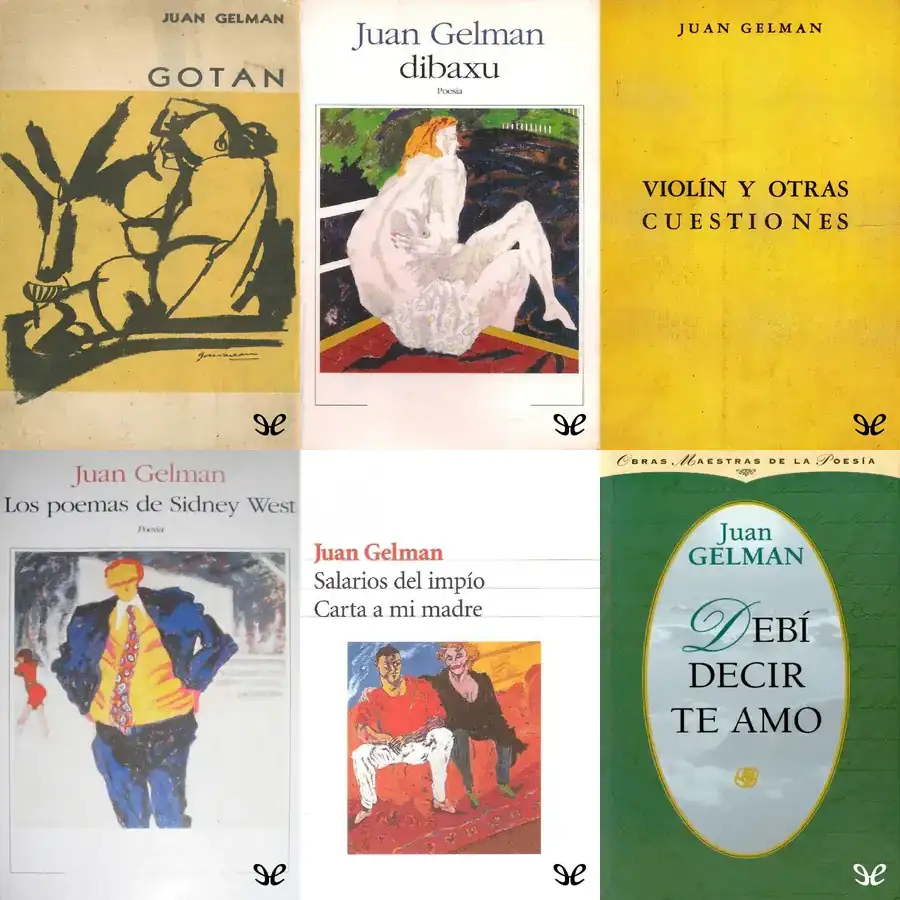 JUAN GELMAN
GOTAN
Juan Gelman
dibaxu
Poesía
JUAN GELMAN
VIOLÍN Y OTRAS
CUESTIONES
Juan Gelman
Los poemas de Sidney West
Poesía
Juan Gelman
Salarios del impío
Carta a mi madre
OBRAS MAESTRAS DE LA POESÍA
Juan
GELMAN
DEBÍ
DECIR
TE AMO